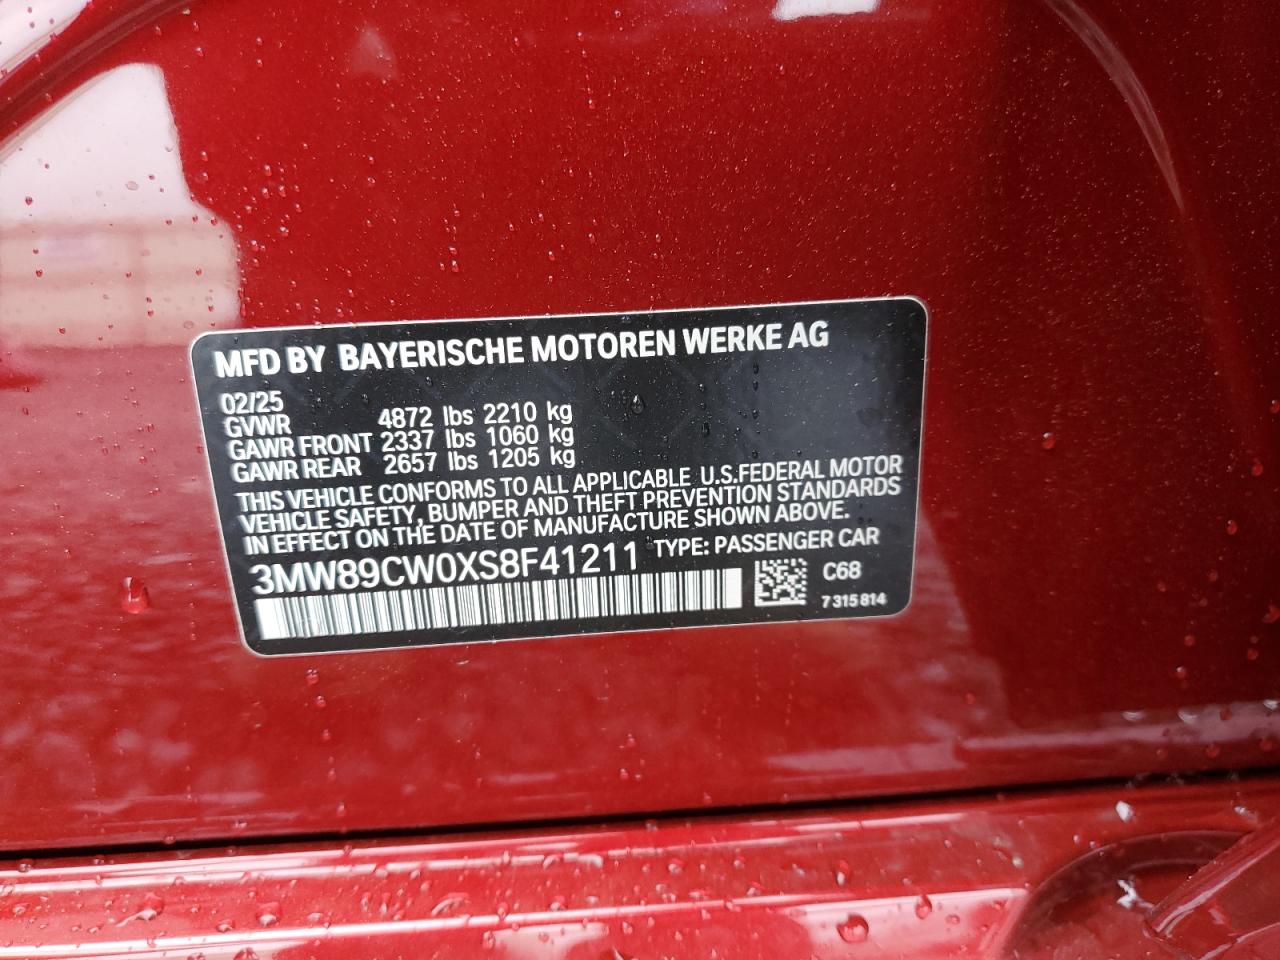 MFD BY BAYERISCHE MOTOREN WERKE AG
02/25
GVWR 4872 lbs 2210 kg
GAWR FRONT 2337 lbs 1060 kg
GAWR REAR 2657 lbs 1205 kg
THIS VEHICLE CONFORMS TO ALL APPLICABLE U.S.FEDERAL MOTOR
VEHICLE SAFETY, BUMPER AND THEFT PREVENTION STANDARDS
IN EFFECT ON THE DATE OF MANUFACTURE SHOWN ABOVE.
3MW89CW0XS8F41211 TYPE: PASSENGER CAR
C68
7 315 814